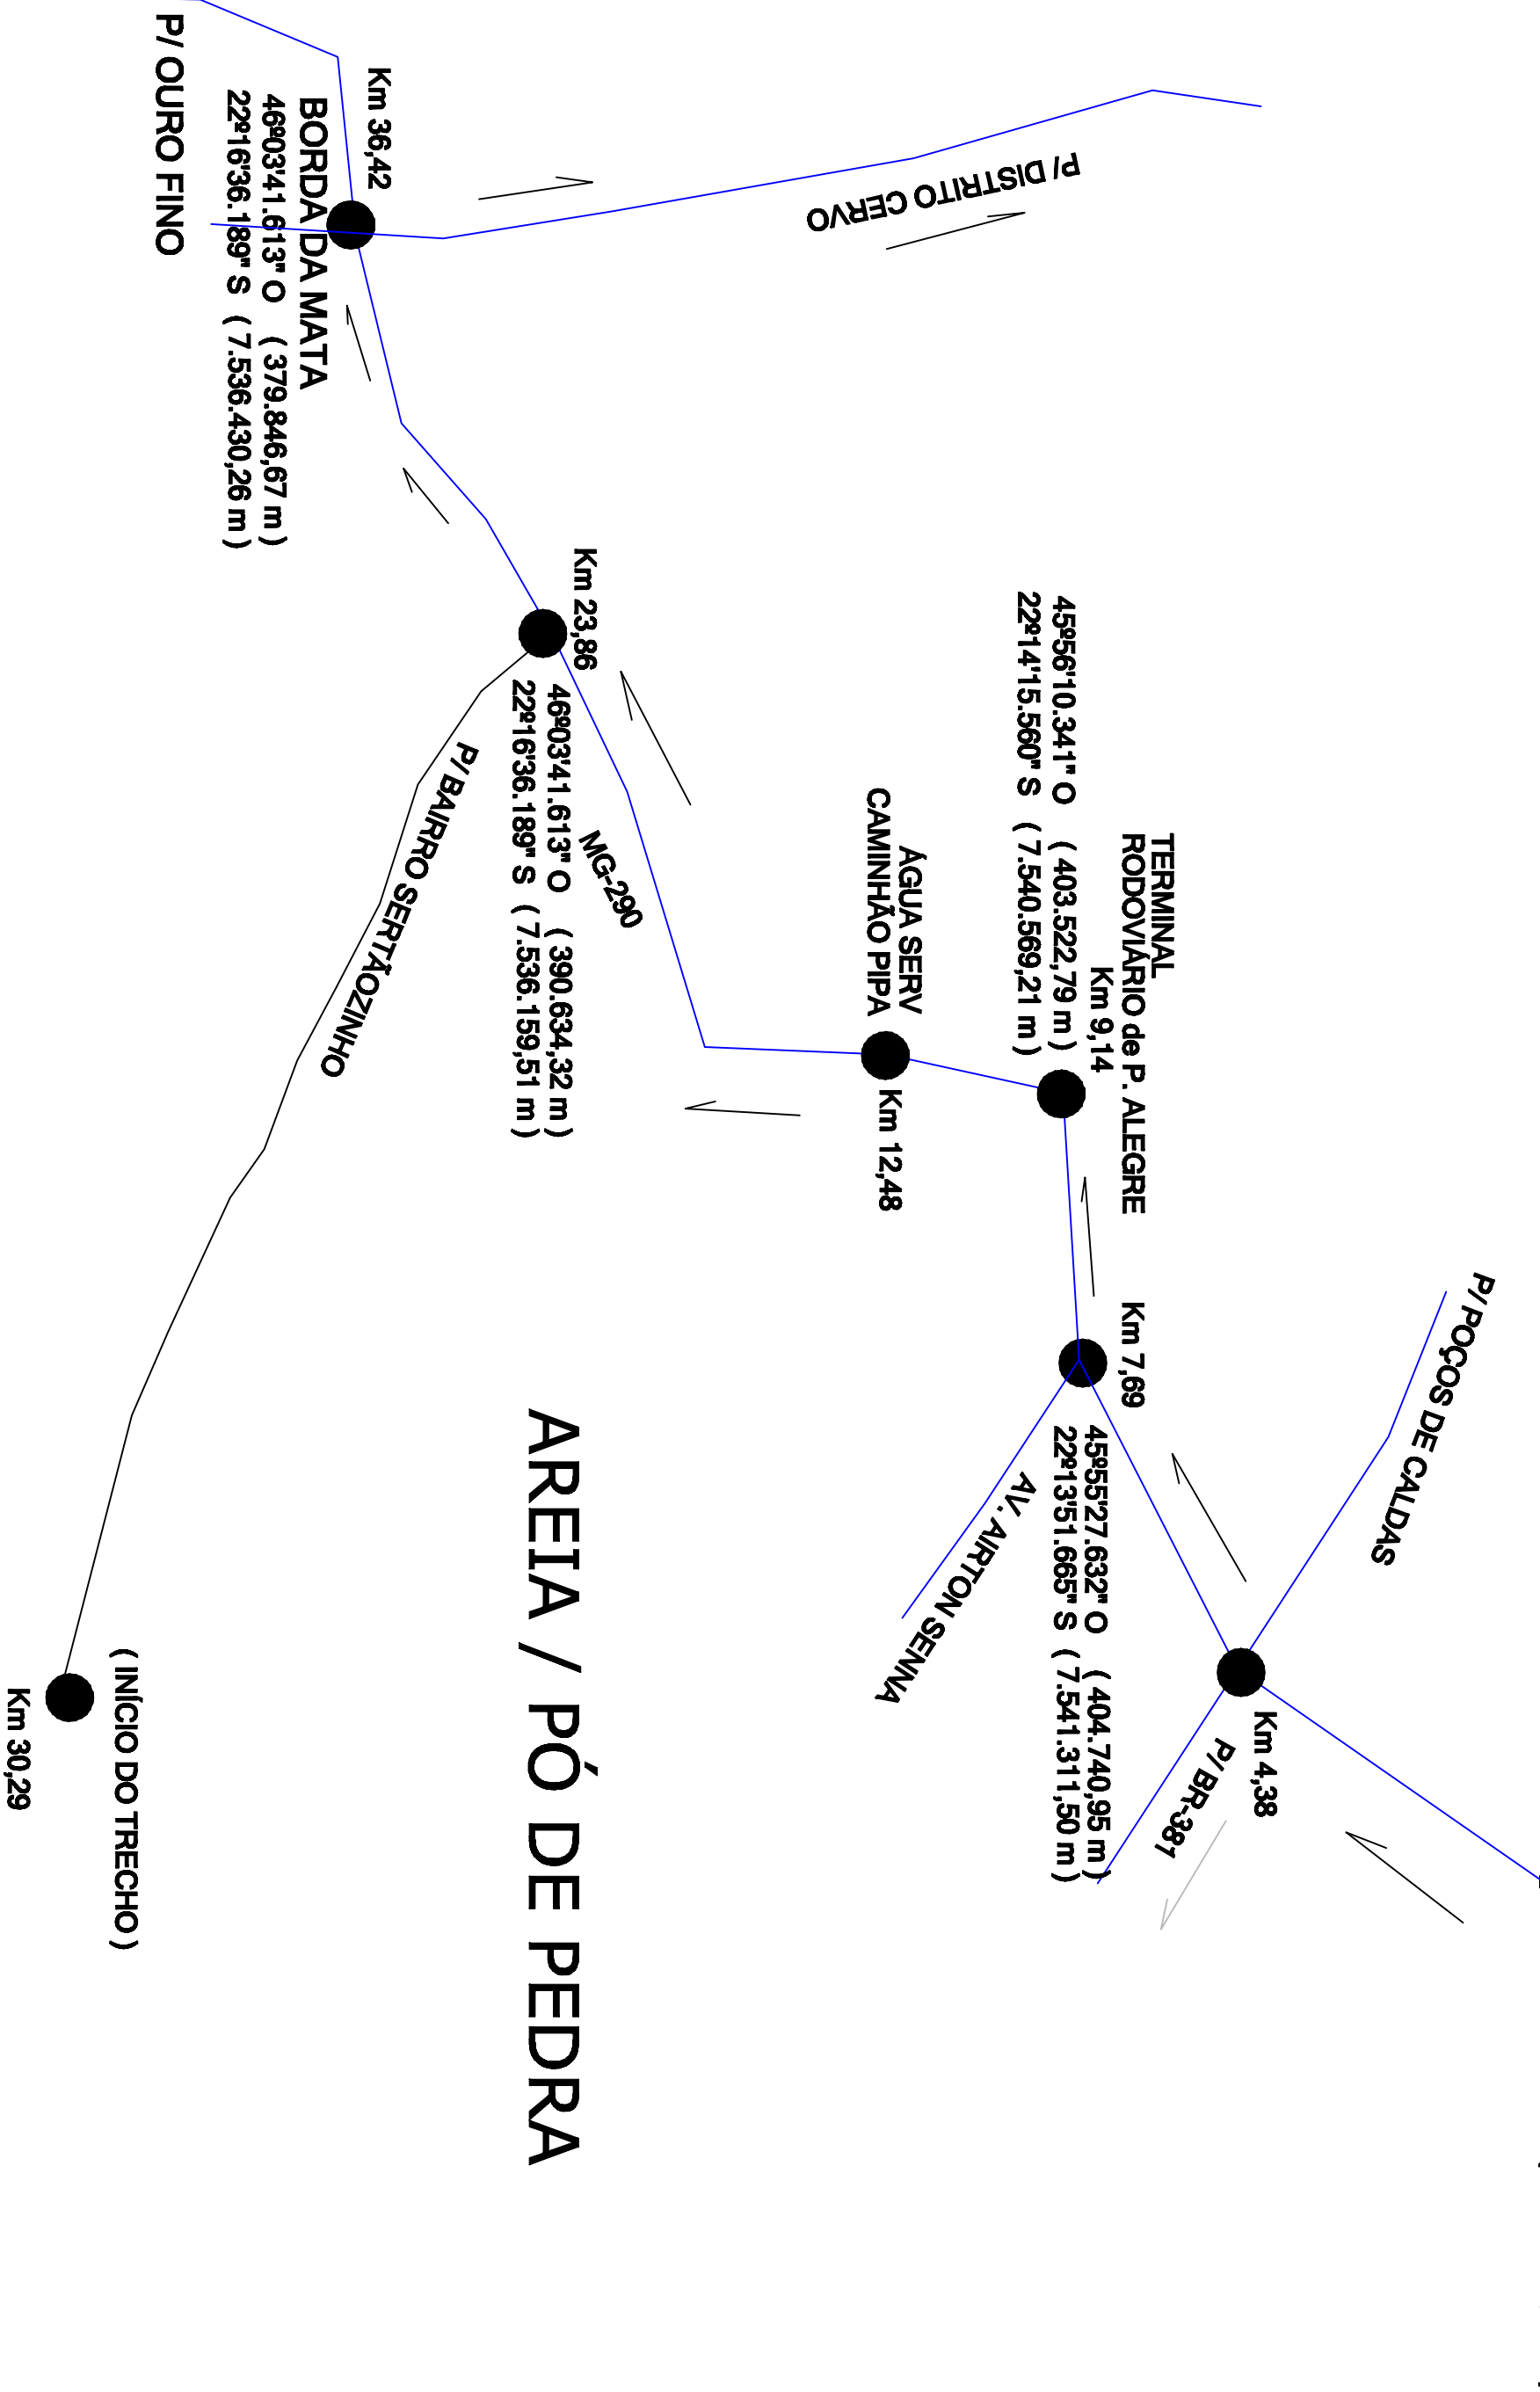 P/ OURO FINO
Km 36,42
BORDA DA MATA
46º03'41.613" O ( 379.846,67 m )
22º16'36.189" S ( 7.536.430,26 m )
P/ DISTRITO CERVO
Km 23,86
46º03'41.613" O ( 390.634,32 m )
22º16'36.189" S ( 7.536.159,51 m )
MG-290
P/ BAIRRO SERTÃOZINHO
TERMINAL
RODOVIÁRIO de P. ALEGRE
Km 9,14
45º56'10.341" O ( 403.522,79 m )
22º14'15.560" S ( 7.540.569,21 m )
ÁGUA SERV
CAMINHÃO PIPA
Km 12,48
P/ POÇOS DE CALDAS
Km 7,69
45º55'27.632" O ( 404.740,95 m )
22º13'51.665" S ( 7.541.311,50 m )
AV. AIRTON SENNA
Km 4,38
P/ BR-381
AREIA / PÓ DE PEDRA
( INÍCIO DO TRECHO )
Km 30,29